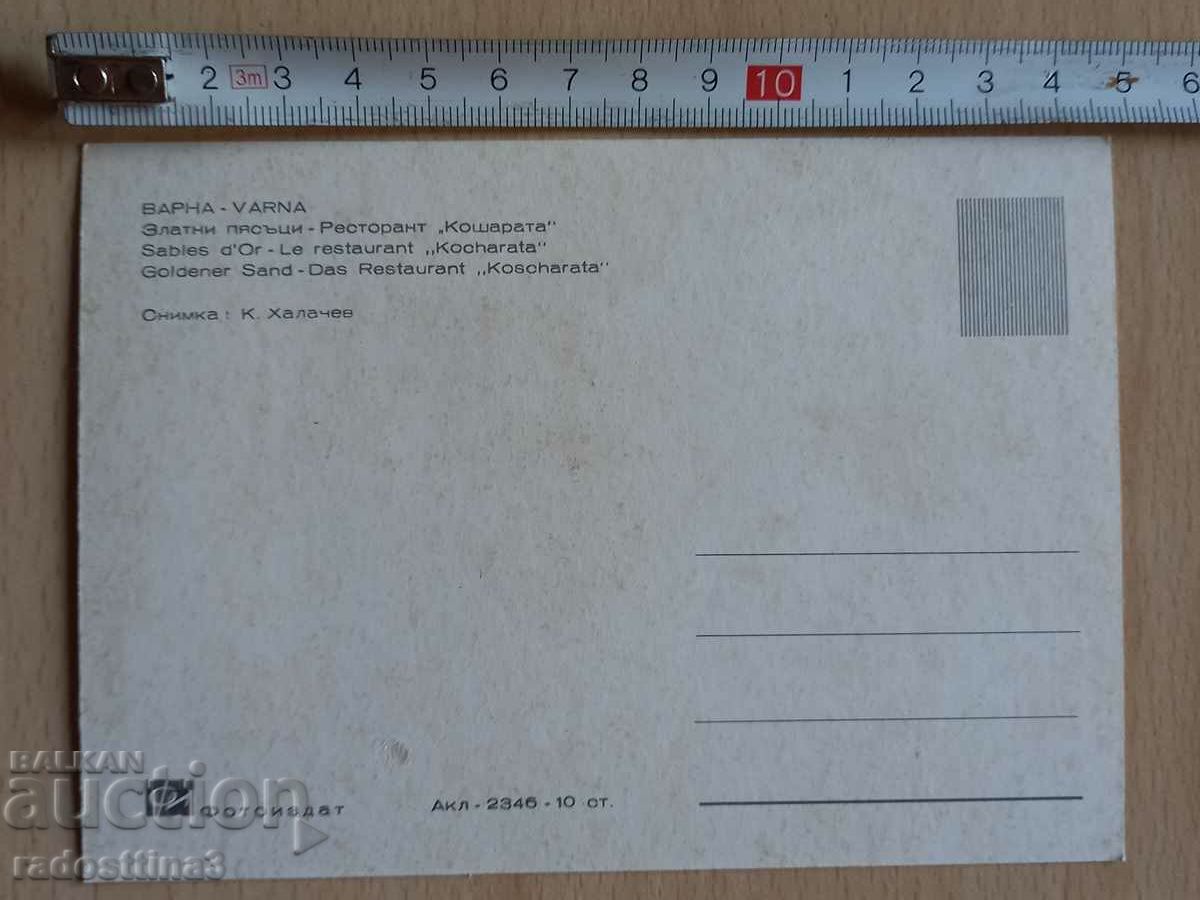 2 3m 3 4 5 6 7 8 9 10 1 2 3 4 5 6
ВАРНА - VARNA
Златни пясъци - Ресторант „Кошарата"
Sables d'Or - Le restaurant „Kocharata"
Goldener Sand - Das Restaurant „Koscharata"
Снимка : К. Халачев
Фотоиздат
Акл - 2346 - 10 ст.
BALKAN
auction
radosttina3